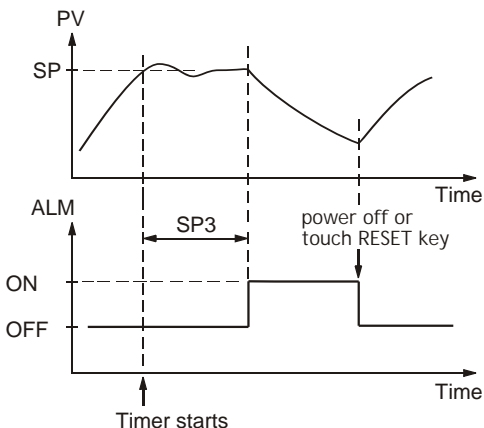 PV
SP
Time
ALM
SP3
power off or
touch RESET key
ON
OFF
Time
Timer starts